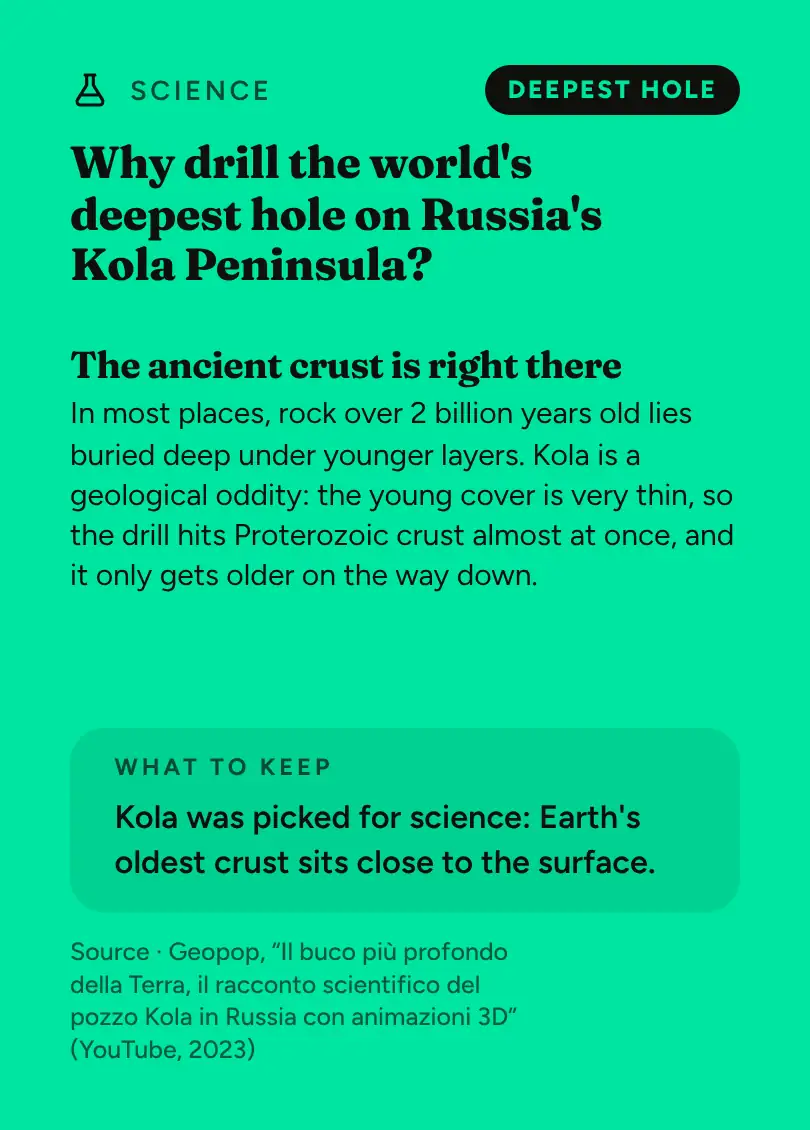 SCIENCE
DEEPEST HOLE
Why drill the world's
deepest hole on Russia's
Kola Peninsula?
The ancient crust is right there
In most places, rock over 2 billion years old lies
buried deep under younger layers. Kola is a
geological oddity: the young cover is very thin, so
the drill hits Proterozoic crust almost at once, and
it only gets older on the way down.
WHAT TO KEEP
Kola was picked for science: Earth's
oldest crust sits close to the surface.
Source · Geopop, “Il buco più profondo
della Terra, il racconto scientifico del
pozzo Kola in Russia con animazioni 3D”
(YouTube, 2023)